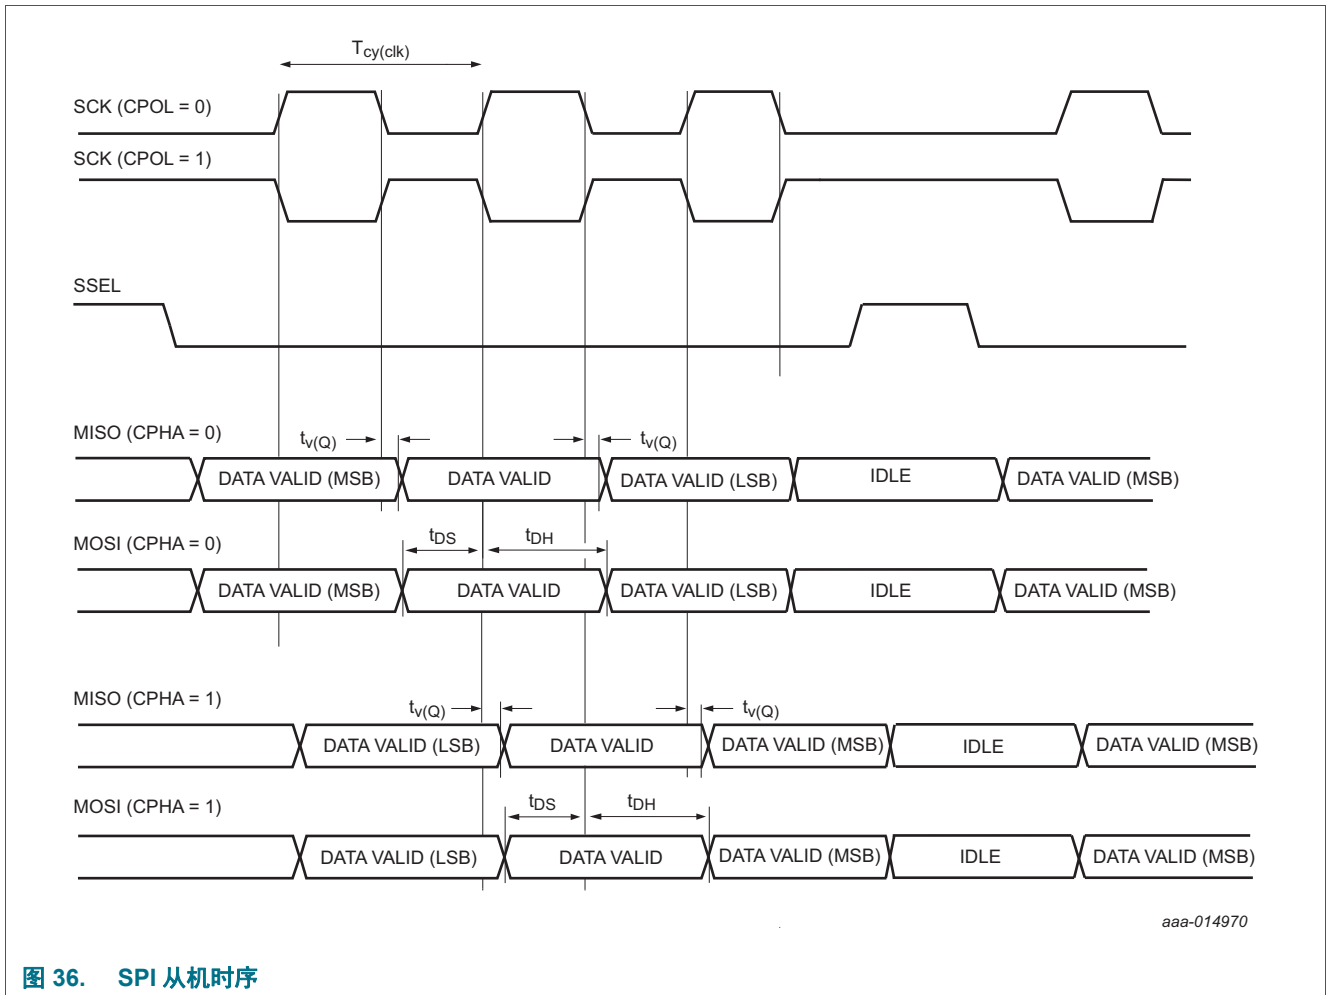 Tcy(clk)
SCK (CPOL = 0)
SCK (CPOL = 1)
SSEL
MISO (CPHA = 0)
tv(Q) tv(Q)
DATA VALID (MSB) DATA VALID DATA VALID (LSB) IDLE DATA VALID (MSB)
tDS tDH
MOSI (CPHA = 0)
DATA VALID (MSB) DATA VALID DATA VALID (LSB) IDLE DATA VALID (MSB)
MISO (CPHA = 1)
tv(Q) tv(Q)
DATA VALID (LSB) DATA VALID DATA VALID (MSB) IDLE DATA VALID (MSB)
tDS tDH
MOSI (CPHA = 1)
DATA VALID (LSB) DATA VALID DATA VALID (MSB) IDLE DATA VALID (MSB)
aaa-014970
图 36. SPI 从机时序